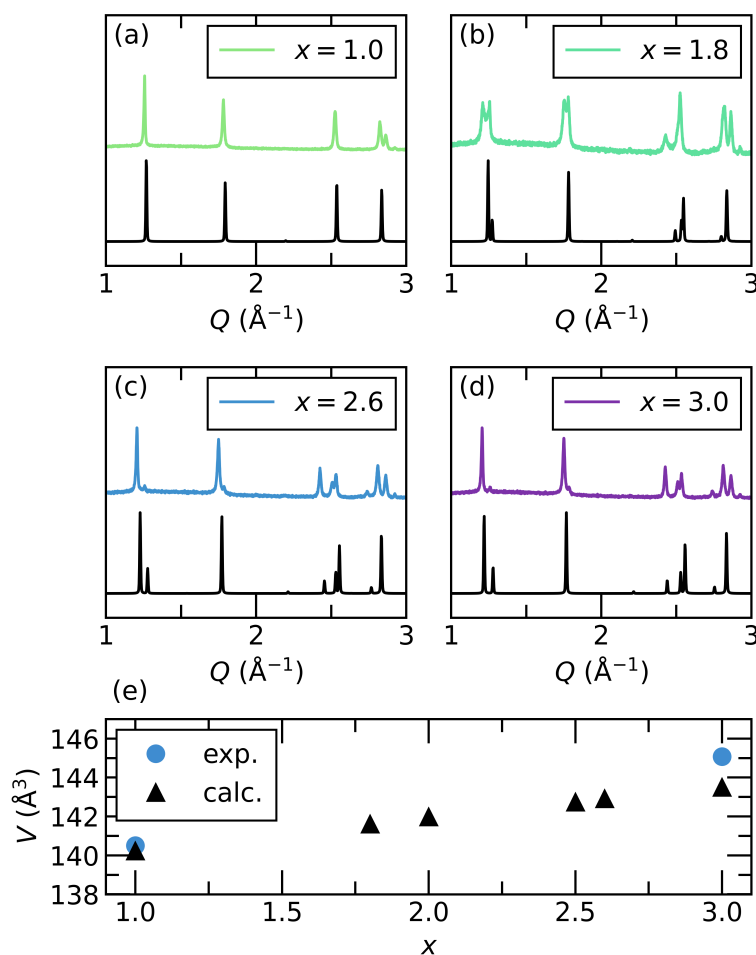 (a) x = 1.0
(b) x = 1.8
1 2 3
Q (Å⁻¹)
1 2 3
Q (Å⁻¹)
(c) x = 2.6
(d) x = 3.0
1 2 3
Q (Å⁻¹)
1 2 3
Q (Å⁻¹)
(e)
146
144
142
140
138
V (Å³)
exp.
calc.
1.0 1.5 2.0 2.5 3.0
x